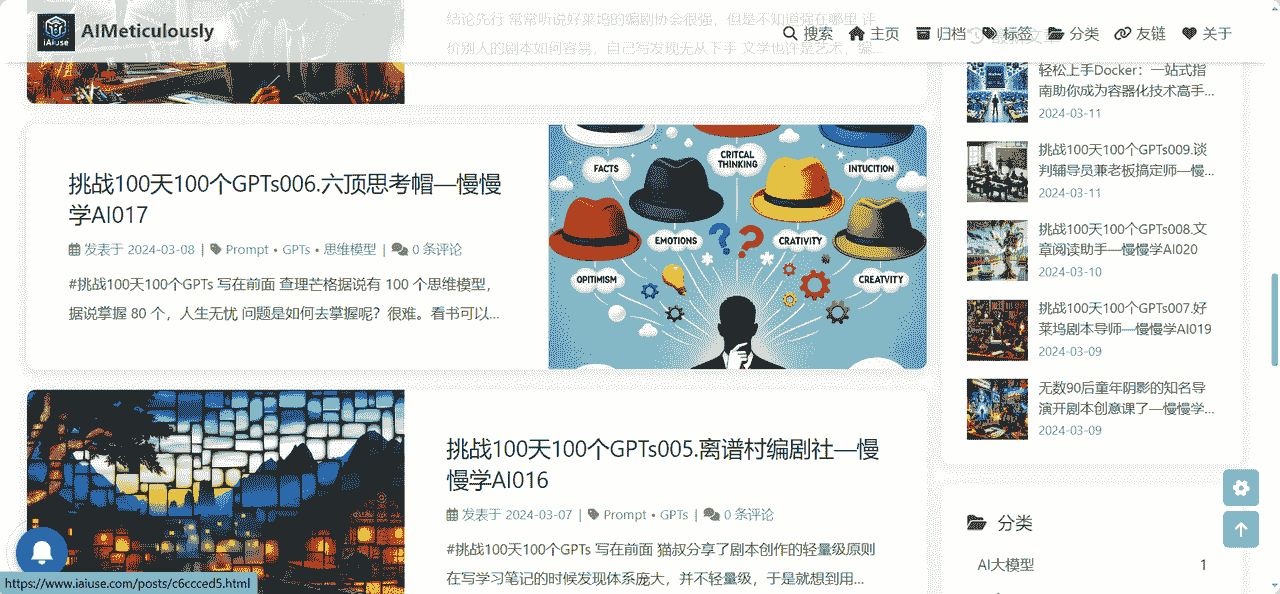 iAiuse
AIMeticulously
搜索
主页
归档
标签
分类
友链
关于
结论先行 常常听说好莱坞的编剧协会很强，但是不知道强在哪里 评
价别人的剧本如何容易，自己写发现无从下手 文学也许是艺术，编...
挑战100天100个GPTs006.六顶思考帽—慢慢
学AI017
发表于 2024-03-08 | Prompt • GPTs • 思维模型 | 0 条评论
#挑战100天100个GPTs 写在前面 查理芒格据说有 100 个思维模型，
据说掌握 80 个，人生无忧 问题是如何去掌握呢？很难。看书可以...
FACTS
CRITCAL
THINKING
INTUCITION
EMOTIONS
CRATIVITY
OPITIMISM
CREATVITY
挑战100天100个GPTs005.离谱村编剧社—慢
慢学AI016
发表于 2024-03-07 | Prompt • GPTs | 0 条评论
#挑战100天100个GPTs 写在前面 猫叔分享了剧本创作的轻量级原则
在写学习笔记的时候发现体系庞大，并不轻量级，于是就想到用...
轻松上手Docker：一站式指
南助你成为容器化技术高手...
2024-03-11
挑战100天100个GPTs009.谈
判辅导员兼老板搞定师—慢...
2024-03-11
挑战100天100个GPTs008.文
章阅读助手—慢慢学AI020
2024-03-10
挑战100天100个GPTs007.好
莱坞剧本导师—慢慢学AI019
2024-03-09
无数90后童年阴影的知名导
演开剧本创意课了—慢慢学...
2024-03-09
分类
AI大模型 1
https://www.iaiuse.com/posts/c6ccced5.html